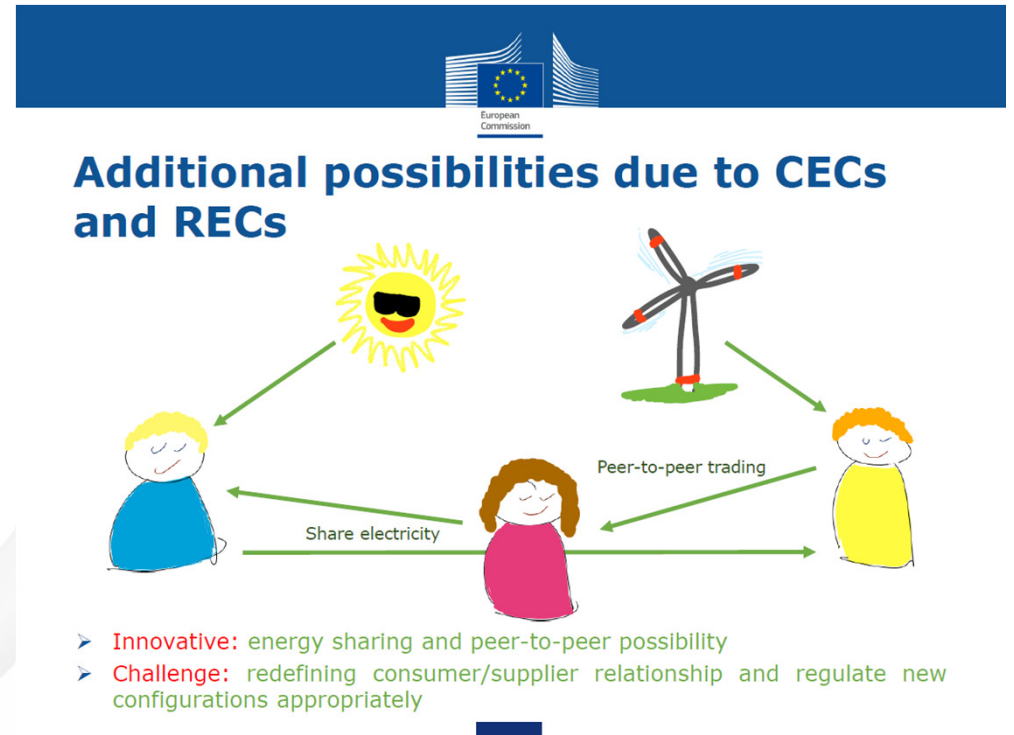 European
Commission
Additional possibilities due to CECs
and RECs
Peer-to-peer trading
Share electricity
➢ Innovative: energy sharing and peer-to-peer possibility
➢ Challenge: redefining consumer/supplier relationship and regulate new
configurations appropriately